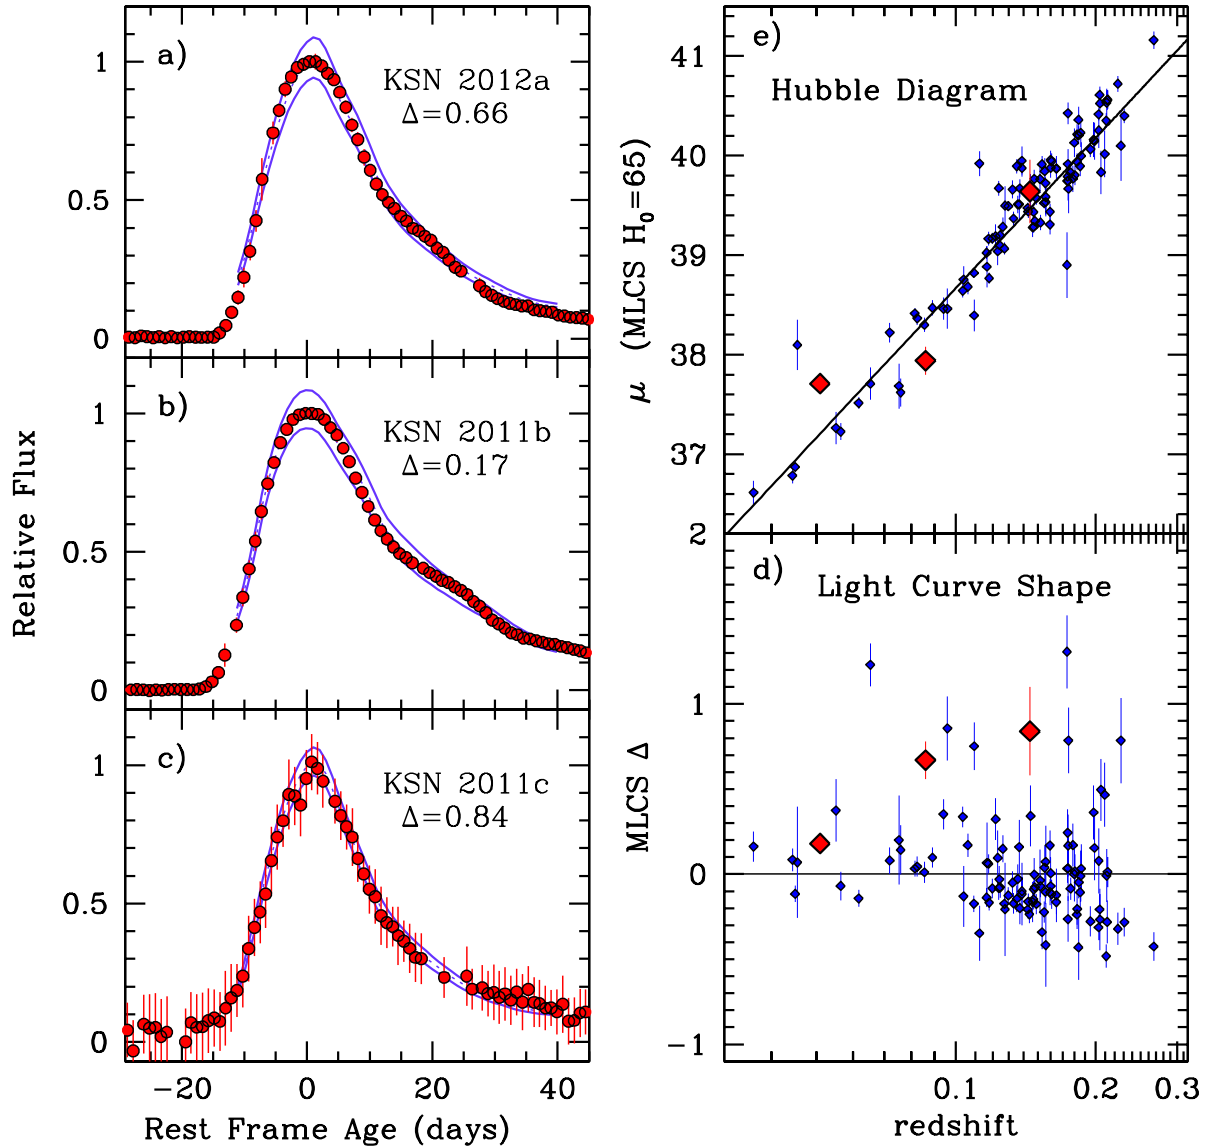 a)
KSN 2012a
Δ=0.66
1
0.5
0
b)
KSN 2011b
Δ=0.17
1
0.5
0
c)
KSN 2011c
Δ=0.84
1
0.5
0
Relative Flux
−20 0 20 40
Rest Frame Age (days)
e)
Hubble Diagram
41
40
39
38
37
μ (MLCS H₀=65)
d)
Light Curve Shape
2
1
0
−1
MLCS Δ
0.1 0.2 0.3
redshift